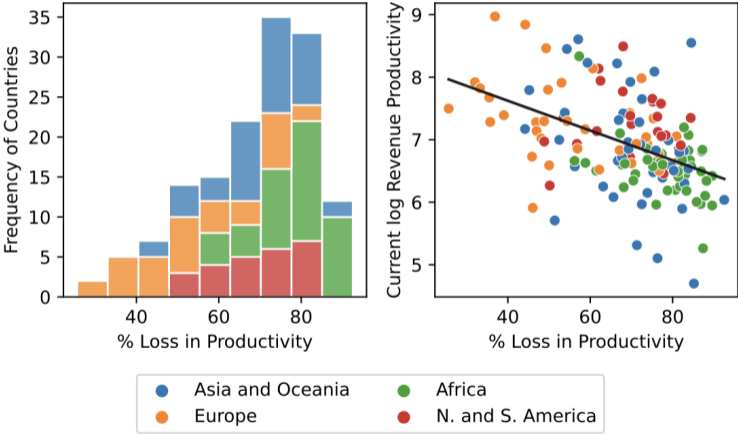 Frequency of Countries
35
30
25
20
15
10
5
0
40
60
80
% Loss in Productivity
Current log Revenue Productivity
9
8
7
6
5
40
60
80
% Loss in Productivity
Asia and Oceania
Africa
Europe
N. and S. America